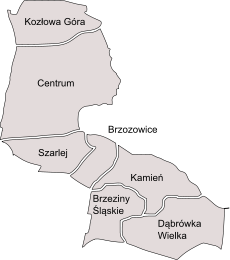 Kozłowa Góra
Centrum
Brzozowice
Szarlej
Kamień
Brzeziny
Śląskie
Dąbrówka
Wielka